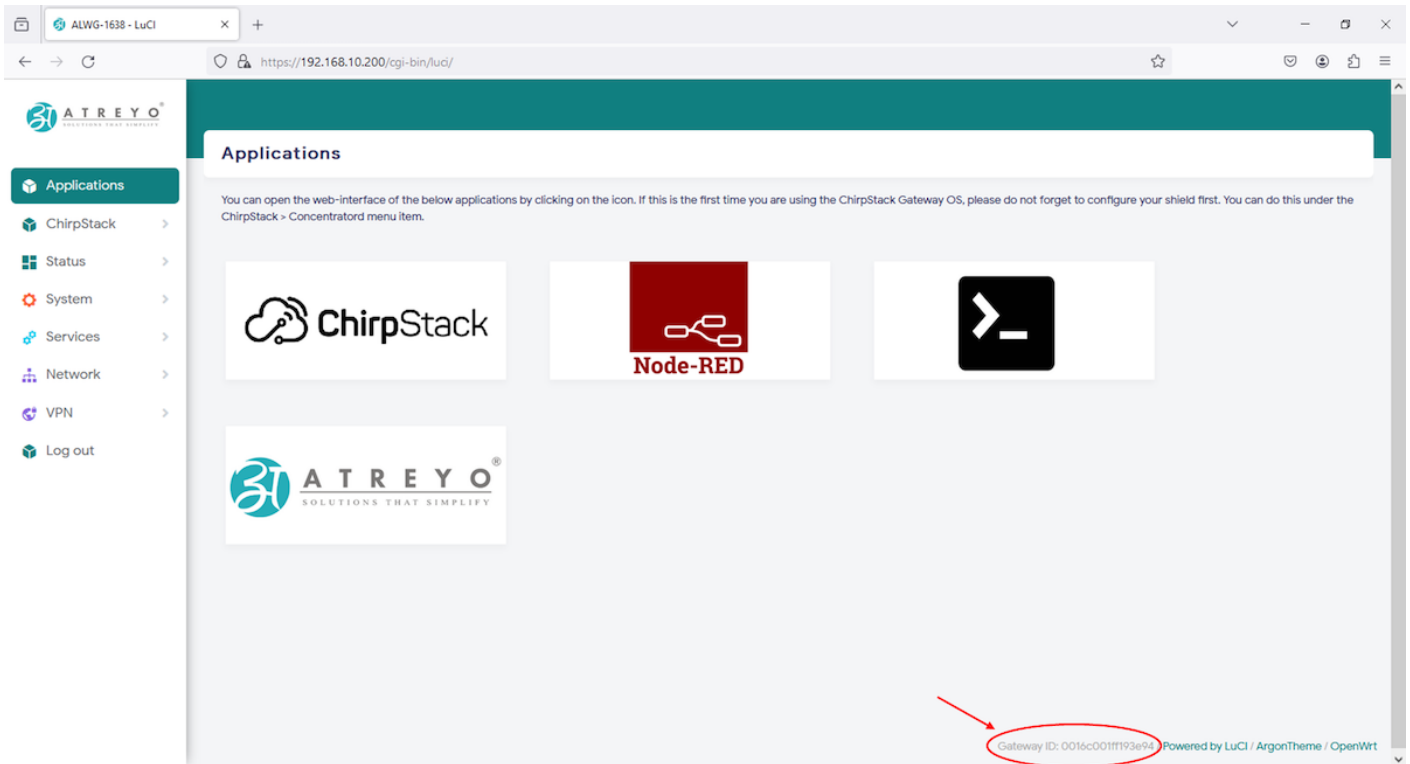 ALWG-1638 - LuCI
https://192.168.10.200/cgi-bin/luci/
ATREYO®
SOLUTIONS THAT SIMPLIFY
Applications
ChirpStack
Status
System
Services
Network
VPN
Log out
Applications
You can open the web-interface of the below applications by clicking on the icon. If this is the first time you are using the ChirpStack Gateway OS, please do not forget to configure your shield first. You can do this under the
ChirpStack > Concentratord menu item.
ChirpStack
Node-RED
>_
ATREYO®
SOLUTIONS THAT SIMPLIFY
Gateway ID: 0016c001ff193e94 / Powered by LuCI / ArgonTheme / OpenWrt